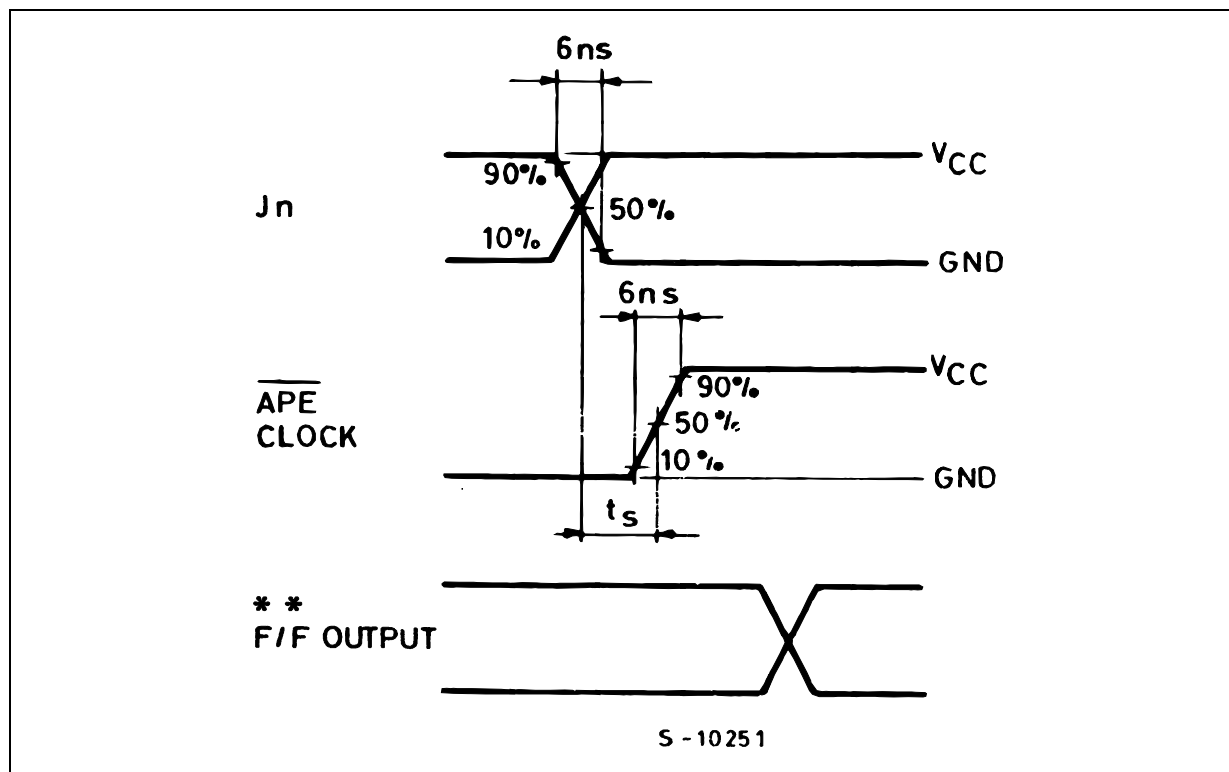 6ns
VCC
90%
Jn
50%
10%
GND
6ns
VCC
90%
APE
CLOCK
50%
10%
GND
ts
* *
F/F OUTPUT
S-10251